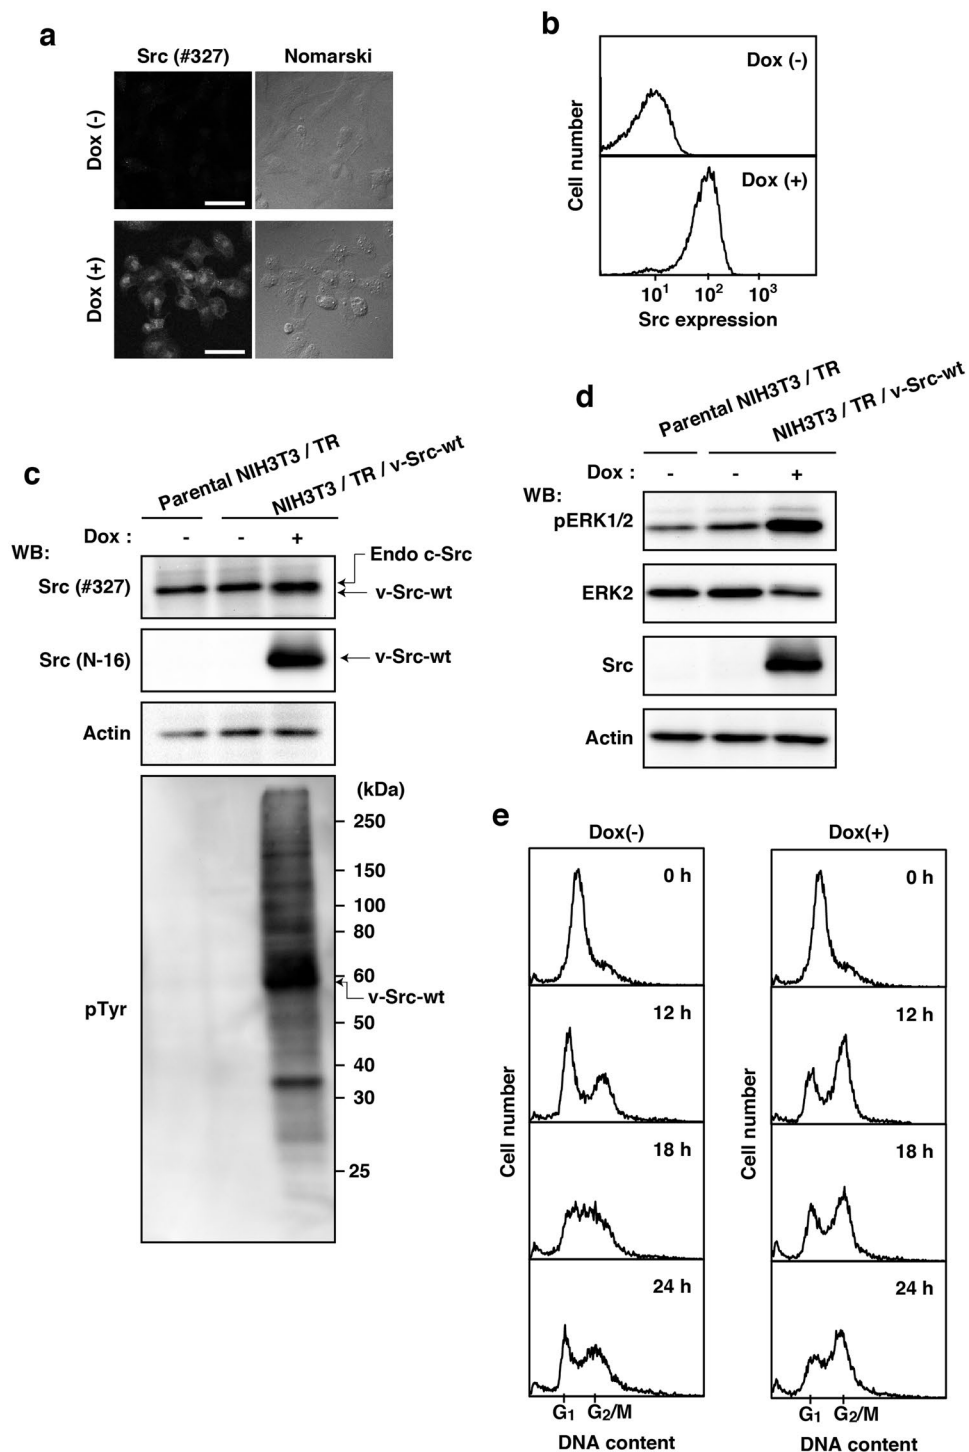 a
Src (#327)
Nomarski
Dox (-)
Dox (+)
b
Cell number
Dox (-)
Dox (+)
10¹ 10² 10³
Src expression
c
Parental NIH3T3 / TR
NIH3T3 / TR / v-Src-wt
Dox : - - +
WB:
Src (#327)
Endo c-Src
v-Src-wt
Src (N-16)
v-Src-wt
Actin
pTyr
(kDa)
250
150
100
80
60
v-Src-wt
50
40
30
25
d
Parental NIH3T3 / TR
NIH3T3 / TR / v-Src-wt
Dox : - - +
WB:
pERK1/2
ERK2
Src
Actin
e
Dox(-)
Dox(+)
Cell number
0 h
12 h
18 h
24 h
G₁ G₂/M
DNA content
Cell number
0 h
12 h
18 h
24 h
G₁ G₂/M
DNA content